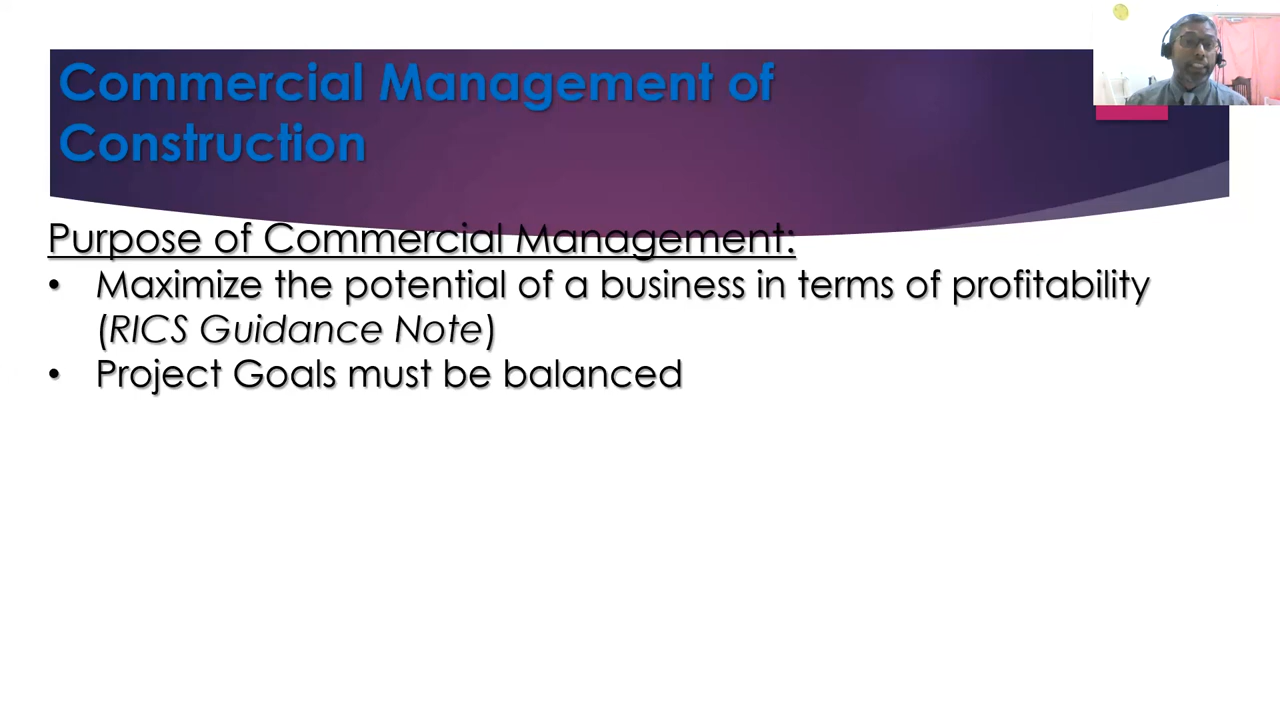 Commercial Management of
Construction
Purpose of Commercial Management:
• Maximize the potential of a business in terms of profitability
(RICS Guidance Note)
• Project Goals must be balanced